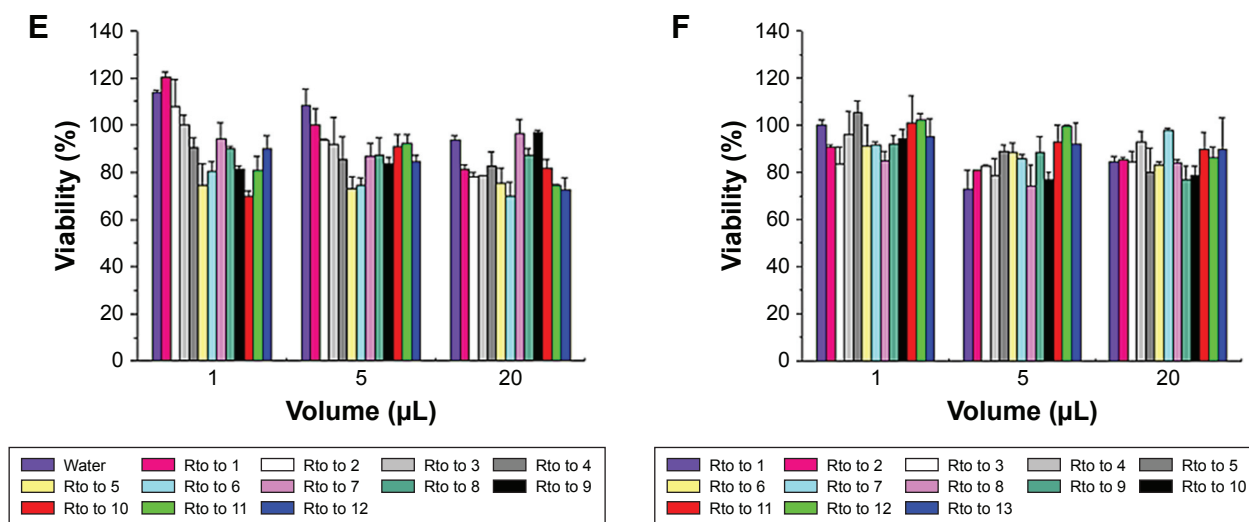 E
Viability (%)
140
120
100
80
60
40
20
0
1 5 20
Volume (µL)
Water Rto to 1 Rto to 2 Rto to 3 Rto to 4
Rto to 5 Rto to 6 Rto to 7 Rto to 8 Rto to 9
Rto to 10 Rto to 11 Rto to 12
F
Viability (%)
140
120
100
80
60
40
20
0
1 5 20
Volume (µL)
Rto to 1 Rto to 2 Rto to 3 Rto to 4 Rto to 5
Rto to 6 Rto to 7 Rto to 8 Rto to 9 Rto to 10
Rto to 11 Rto to 12 Rto to 13